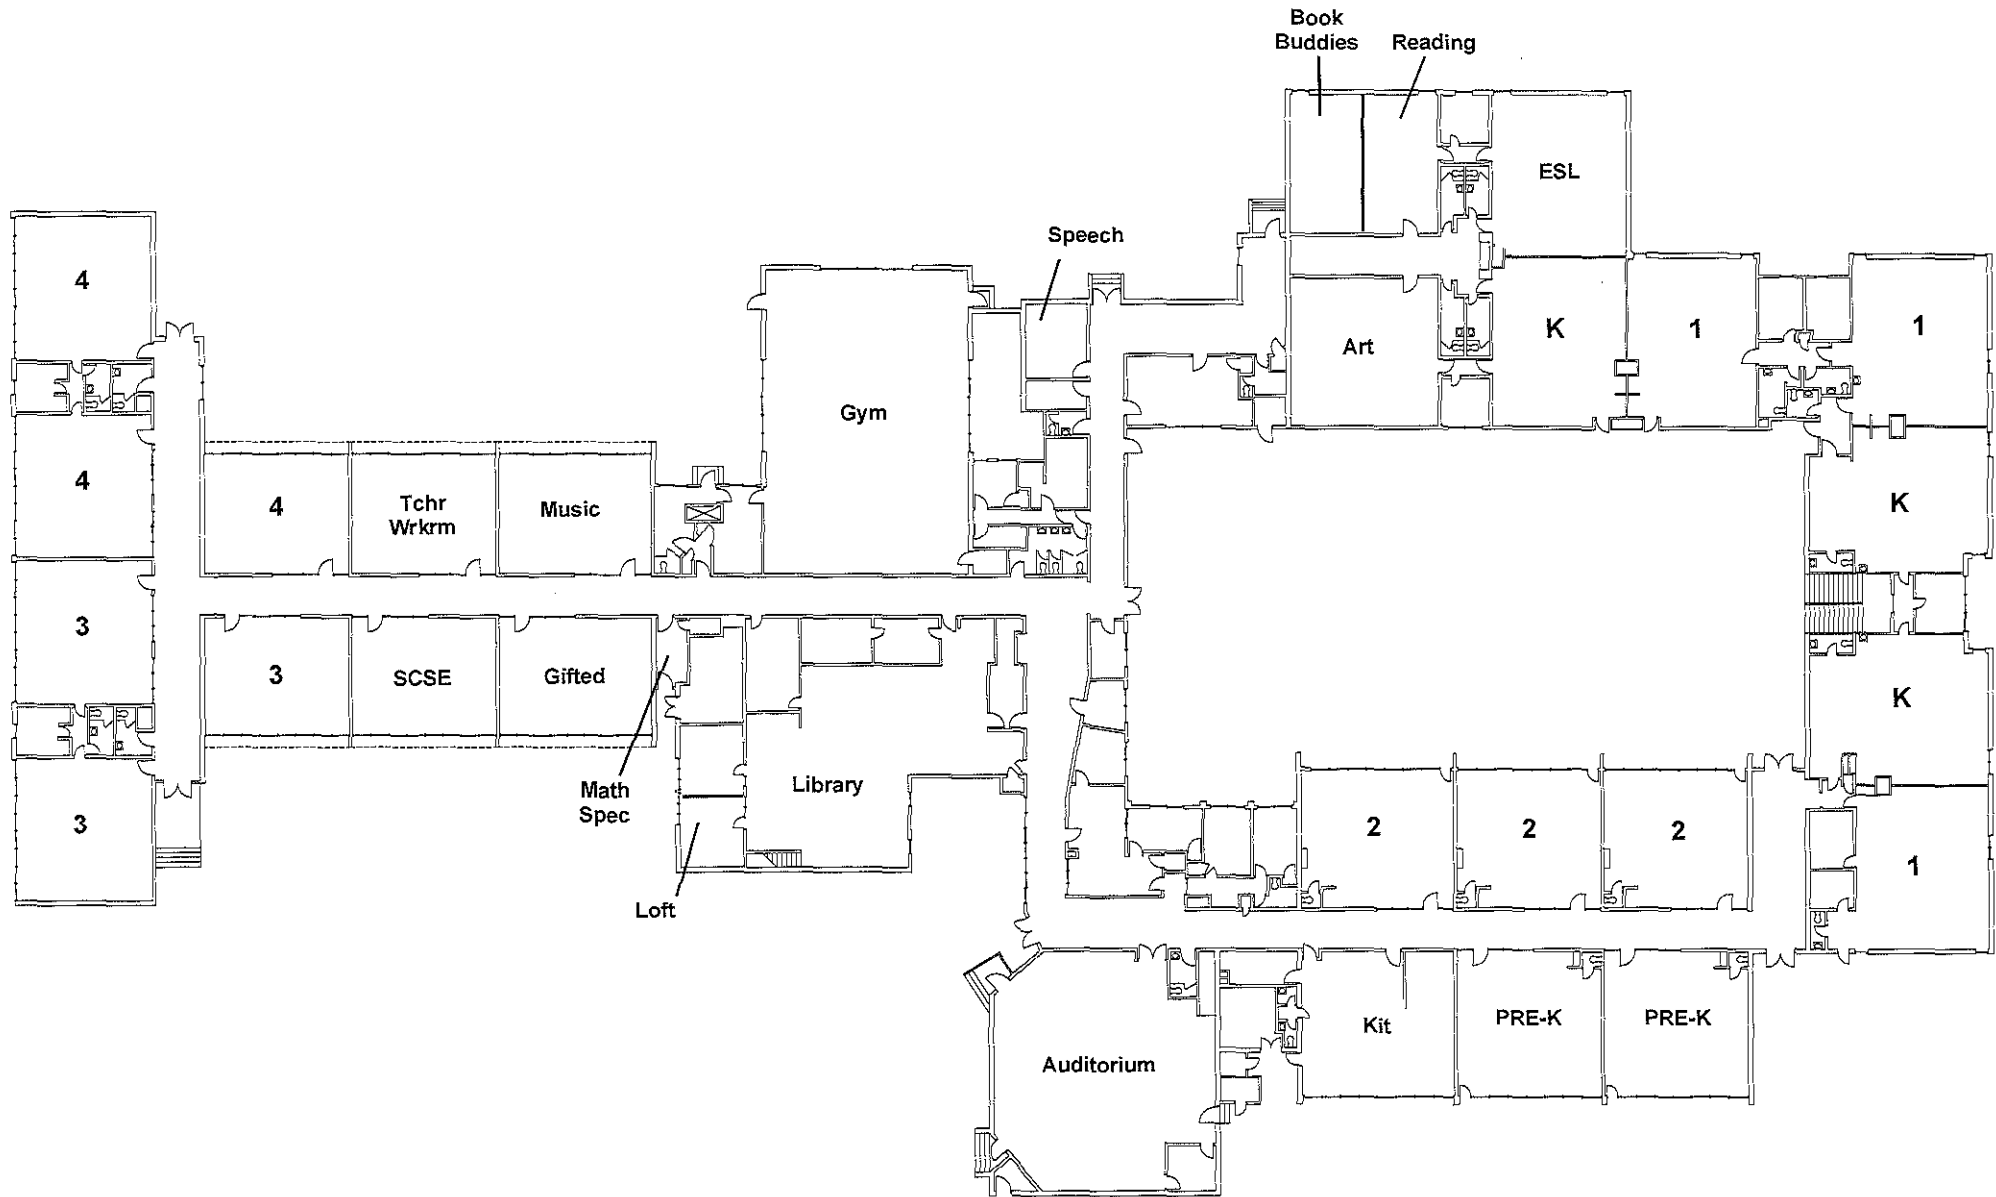 Book
Buddies
Reading
ESL
Speech
4
K
1
1
Art
Gym
4
4
Tchr
Wrkrm
Music
K
3
3
SCSE
Gifted
K
Math
Spec
Library
3
2
2
2
1
Loft
Kit
PRE-K
PRE-K
Auditorium